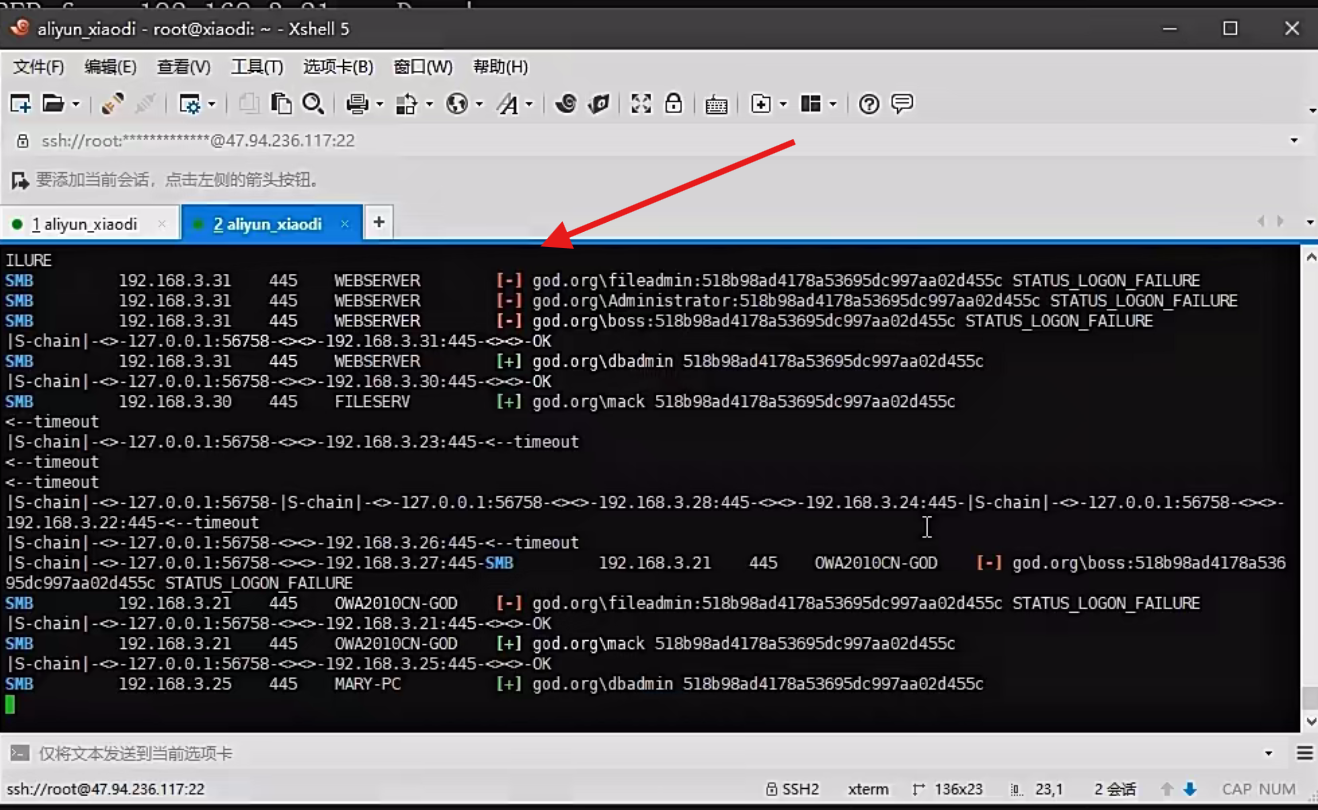 aliyun_xiaodi - root@xiaodi: ~ - Xshell 5
文件(F) 编辑(E) 查看(V) 工具(T) 选项卡(B) 窗口(W) 帮助(H)
ssh://root:*************@47.94.236.117:22
要添加当前会话，点击左侧的箭头按钮。
1 aliyun_xiaodi × 2 aliyun_xiaodi × +
ILURE
SMB 192.168.3.31 445 WEBSERVER [-] god.org\fileadmin:518b98ad4178a53695dc997aa02d455c STATUS_LOGON_FAILURE
SMB 192.168.3.31 445 WEBSERVER [-] god.org\Administrator:518b98ad4178a53695dc997aa02d455c STATUS_LOGON_FAILURE
SMB 192.168.3.31 445 WEBSERVER [-] god.org\boss:518b98ad4178a53695dc997aa02d455c STATUS_LOGON_FAILURE
|S-chain|-<>-127.0.0.1:56758-<><>-192.168.3.31:445-<><>-OK
SMB 192.168.3.31 445 WEBSERVER [+] god.org\dbadmin 518b98ad4178a53695dc997aa02d455c
|S-chain|-<>-127.0.0.1:56758-<><>-192.168.3.30:445-<><>-OK
SMB 192.168.3.30 445 FILESERV [+] god.org\mack 518b98ad4178a53695dc997aa02d455c
<--timeout
|S-chain|-<>-127.0.0.1:56758-<><>-192.168.3.23:445-<--timeout
<--timeout
<--timeout
|S-chain|-<>-127.0.0.1:56758-|S-chain|-<>-127.0.0.1:56758-<><>-192.168.3.28:445-<><>-192.168.3.24:445-|S-chain|-<>-127.0.0.1:56758-<><>-
192.168.3.22:445-<--timeout
|S-chain|-<>-127.0.0.1:56758-<><>-192.168.3.26:445-<--timeout
|S-chain|-<>-127.0.0.1:56758-<><>-192.168.3.27:445-SMB 192.168.3.21 445 OWA2010CN-GOD [-] god.org\boss:518b98ad4178a536
95dc997aa02d455c STATUS_LOGON_FAILURE
SMB 192.168.3.21 445 OWA2010CN-GOD [-] god.org\fileadmin:518b98ad4178a53695dc997aa02d455c STATUS_LOGON_FAILURE
|S-chain|-<>-127.0.0.1:56758-<><>-192.168.3.21:445-<><>-OK
SMB 192.168.3.21 445 OWA2010CN-GOD [+] god.org\mack 518b98ad4178a53695dc997aa02d455c
|S-chain|-<>-127.0.0.1:56758-<><>-192.168.3.25:445-<><>-OK
SMB 192.168.3.25 445 MARY-PC [+] god.org\dbadmin 518b98ad4178a53695dc997aa02d455c
仅将文本发送到当前选项卡
ssh://root@47.94.236.117:22 SSH2 xterm 136x23 23,1 2 会话 CAP NUM